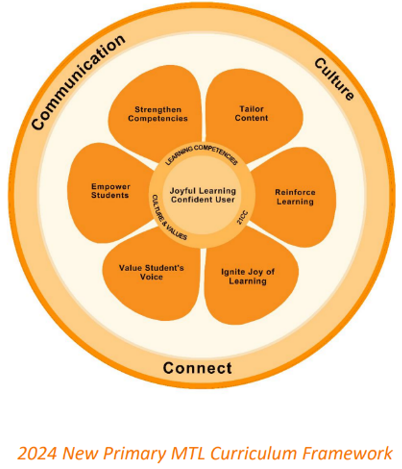 Communication
Culture
Strengthen
Competencies
Tailor
Content
LEARNING COMPETENCIES
Empower
Students
Joyful Learning
Confident User
Reinforce
Learning
CULTURE & VALUES
21CC
Value Student's
Voice
Ignite Joy of
Learning
Connect
2024 New Primary MTL Curriculum Framework